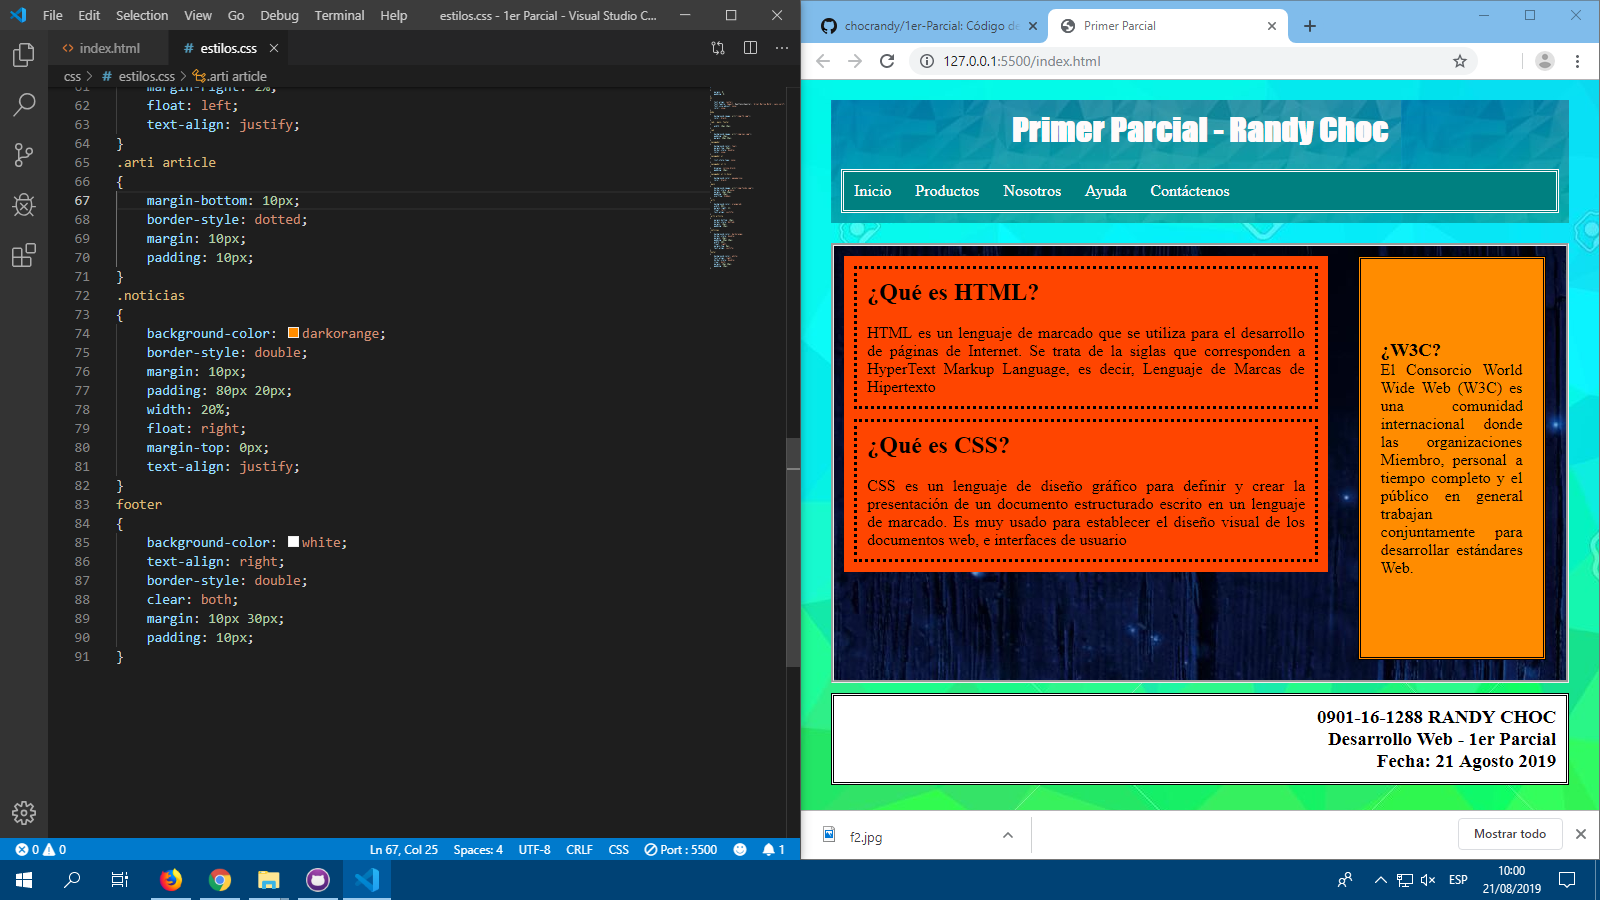 File Edit Selection View Go Debug Terminal Help estilos.css - 1er Parcial - Visual Studio C...
index.html
# estilos.css
css > # estilos.css > .arti article
61 margin-right: 2%;
62 float: left;
63 text-align: justify;
64 }
65 .arti article
66 {
67 margin-bottom: 10px;
68 border-style: dotted;
69 margin: 10px;
70 padding: 10px;
71 }
72 .noticias
73 {
74 background-color: darkorange;
75 border-style: double;
76 margin: 10px;
77 padding: 80px 20px;
78 width: 20%;
79 float: right;
80 margin-top: 0px;
81 text-align: justify;
82 }
83 footer
84 {
85 background-color: white;
86 text-align: right;
87 border-style: double;
88 clear: both;
89 margin: 10px 30px;
90 padding: 10px;
91 }
0 0 Ln 67, Col 25 Spaces: 4 UTF-8 CRLF CSS Port : 5500 1
chocrandy/1er-Parcial: Código de
Primer Parcial
127.0.0.1:5500/index.html
Primer Parcial - Randy Choc
Inicio Productos Nosotros Ayuda Contáctenos
¿Qué es HTML?
HTML es un lenguaje de marcado que se utiliza para el desarrollo
de páginas de Internet. Se trata de la siglas que corresponden a
HyperText Markup Language, es decir, Lenguaje de Marcas de
Hipertexto
¿Qué es CSS?
CSS es un lenguaje de diseño gráfico para definir y crear la
presentación de un documento estructurado escrito en un lenguaje
de marcado. Es muy usado para establecer el diseño visual de los
documentos web, e interfaces de usuario
¿W3C?
El Consorcio World
Wide Web (W3C) es
una comunidad
internacional donde
las organizaciones
Miembro, personal a
tiempo completo y el
público en general
trabajan
conjuntamente para
desarrollar estándares
Web.
0901-16-1288 RANDY CHOC
Desarrollo Web - 1er Parcial
Fecha: 21 Agosto 2019
f2.jpg
Mostrar todo
ESP
10:00
21/08/2019